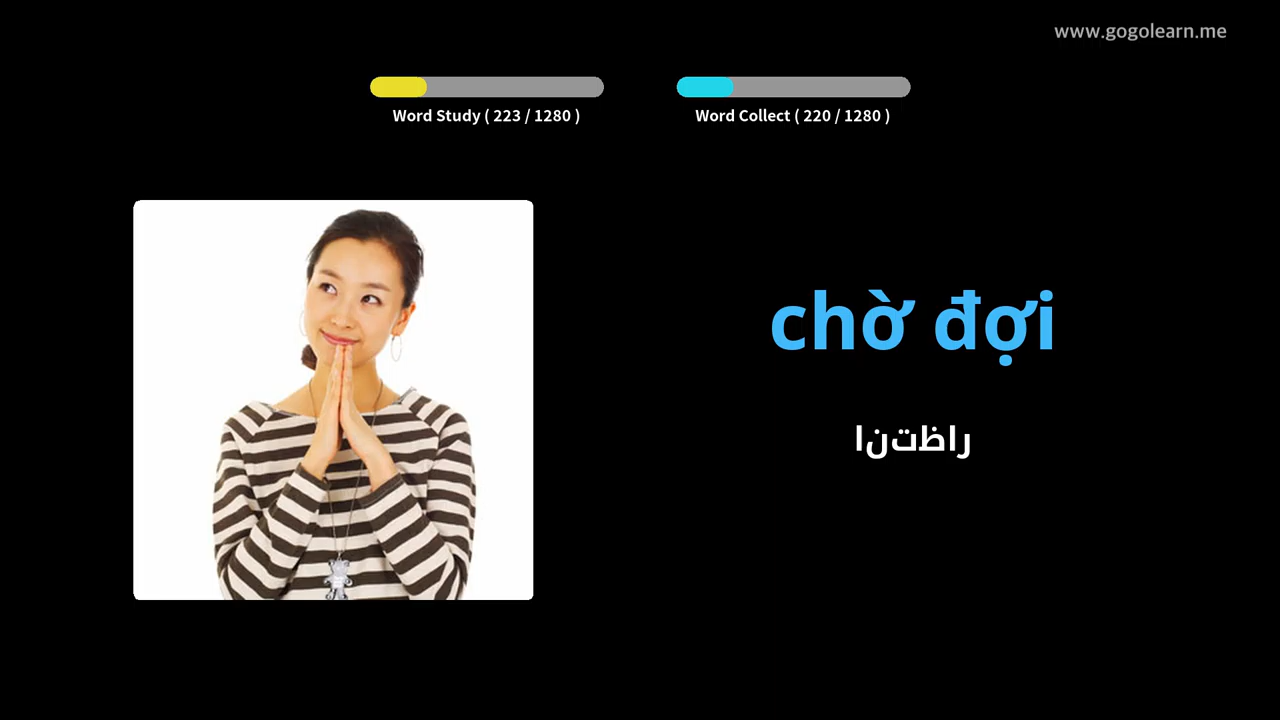 www.gogolearn.me
Word Study ( 223 / 1280 )
Word Collect ( 220 / 1280 )
chờ đợi
راظتنا